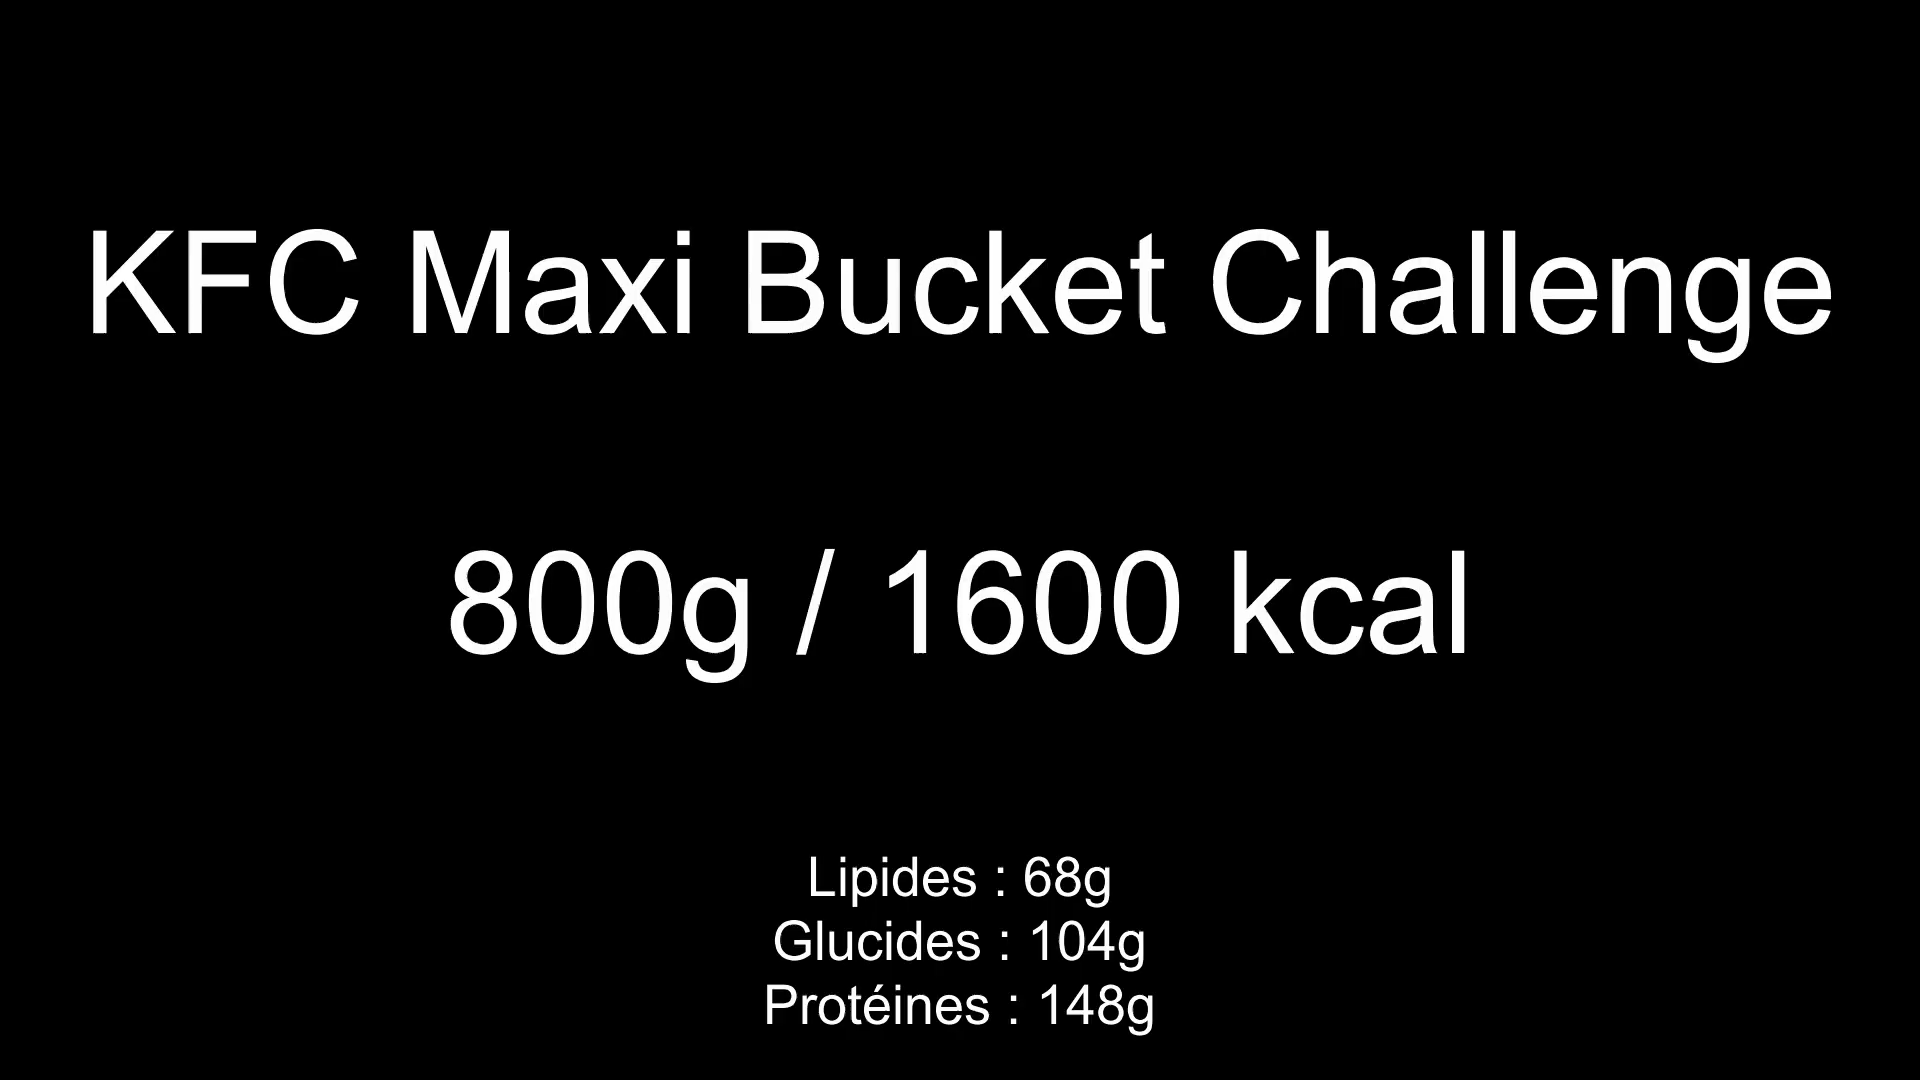 KFC Maxi Bucket Challenge
800g / 1600 kcal
Lipides : 68g
Glucides : 104g
Protéines : 148g